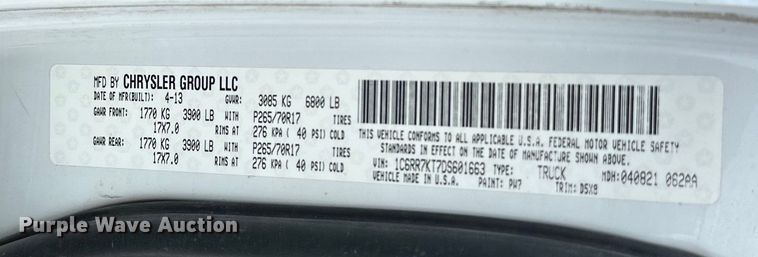 MFD BY CHRYSLER GROUP LLC
DATE OF MFR(BUILT): 4-13 GVWR: 3085 KG 6800 LB
GAWR FRONT: 1770 KG 3900 LB P265/70R17 TIRES
17X7.0 RIMS AT 276 KPA ( 40 PSI) COLD
GAWR REAR: 1770 KG 3900 LB P265/70R17 TIRES
17X7.0 RIMS AT 276 KPA ( 40 PSI) COLD
THIS VEHICLE CONFORMS TO ALL APPLICABLE U.S.A. FEDERAL MOTOR VEHICLE SAFETY
STANDARDS IN EFFECT ON THE DATE OF MANUFACTURE SHOWN ABOVE.
VIN: 1C6RR7KT7DS601663 TYPE: TRUCK MDH:040821 062AA
VEHICLE MADE IN U.S.A. PAINT: PW7 TRIM: D5X8
Purple Wave Auction